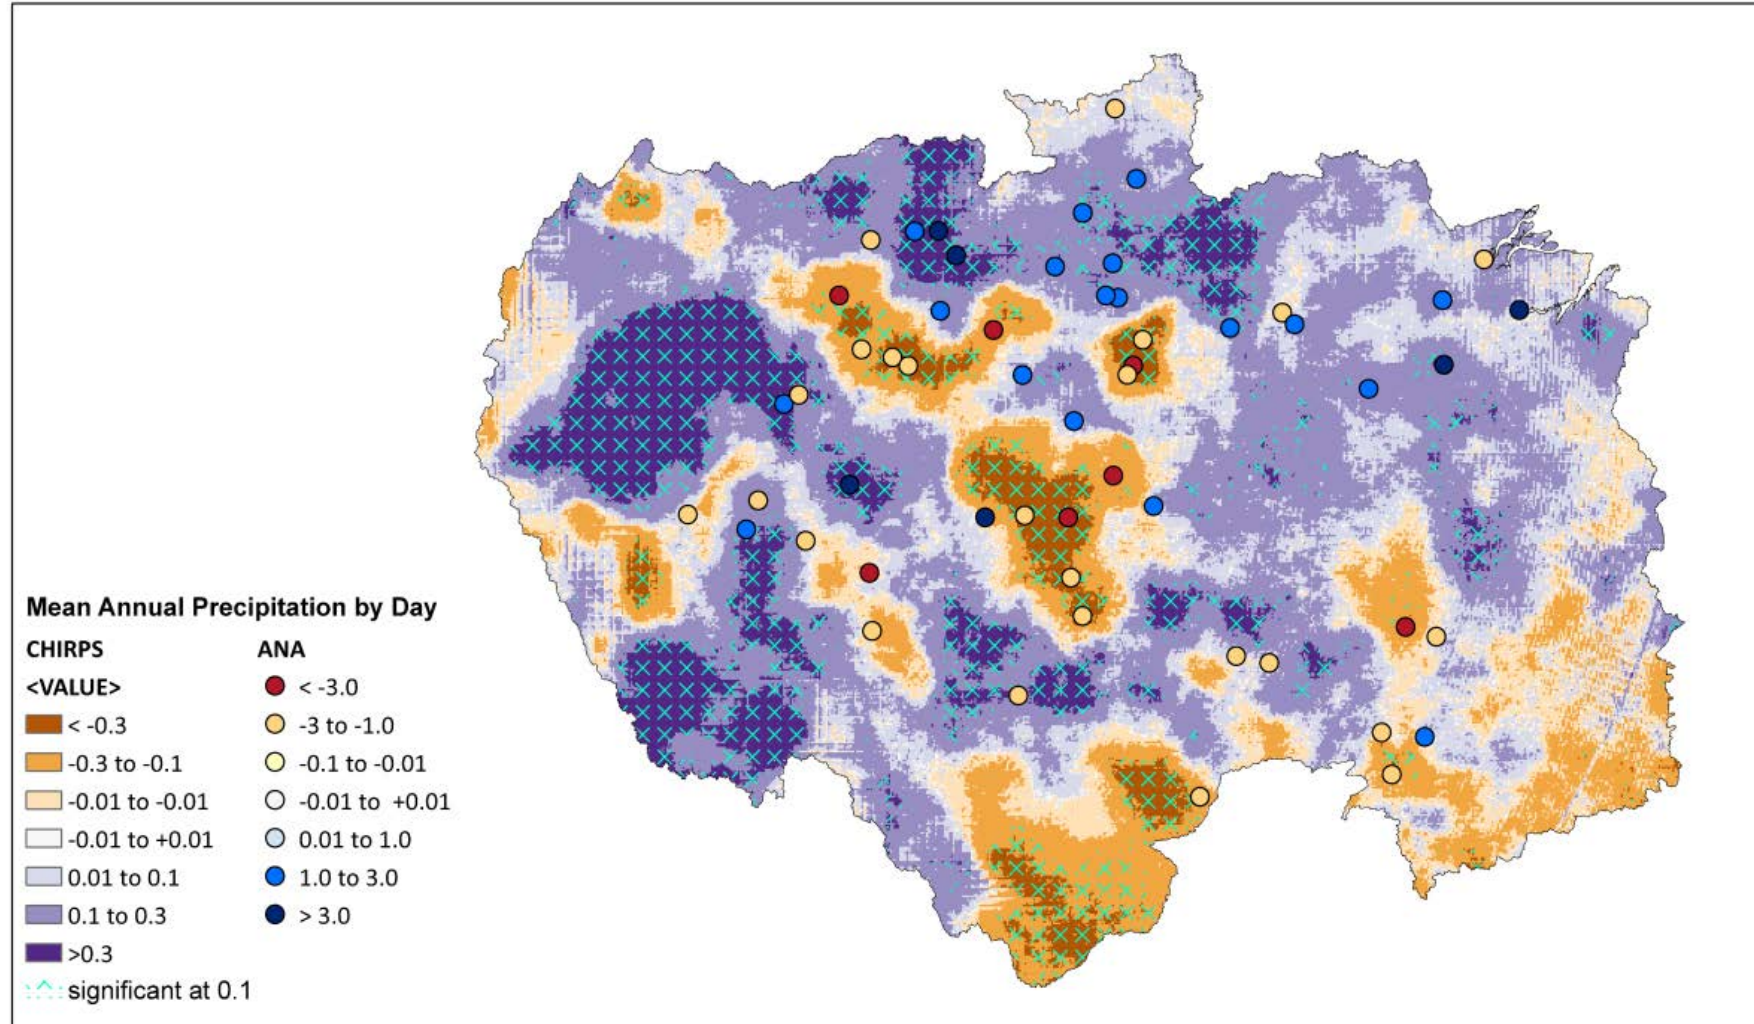 Mean Annual Precipitation by Day
CHIRPS
<VALUE>
< -0.3
-0.3 to -0.1
-0.01 to -0.01
-0.01 to +0.01
0.01 to 0.1
0.1 to 0.3
>0.3
significant at 0.1
ANA
< -3.0
-3 to -1.0
-0.1 to -0.01
-0.01 to +0.01
0.01 to 1.0
1.0 to 3.0
> 3.0